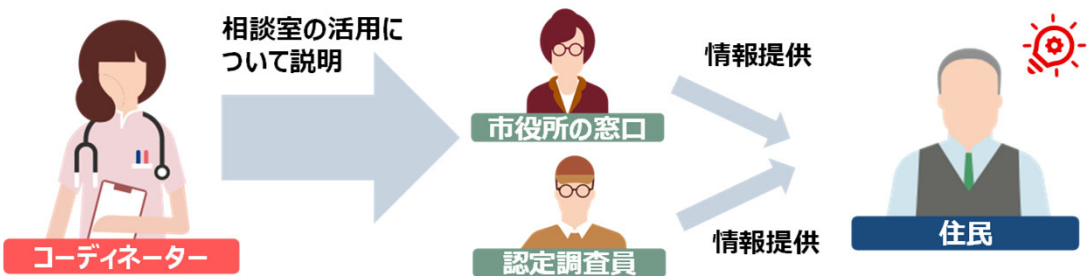 相談室の活用に
ついて説明
コーディネーター
市役所の窓口
認定調査員
情報提供
情報提供
住民